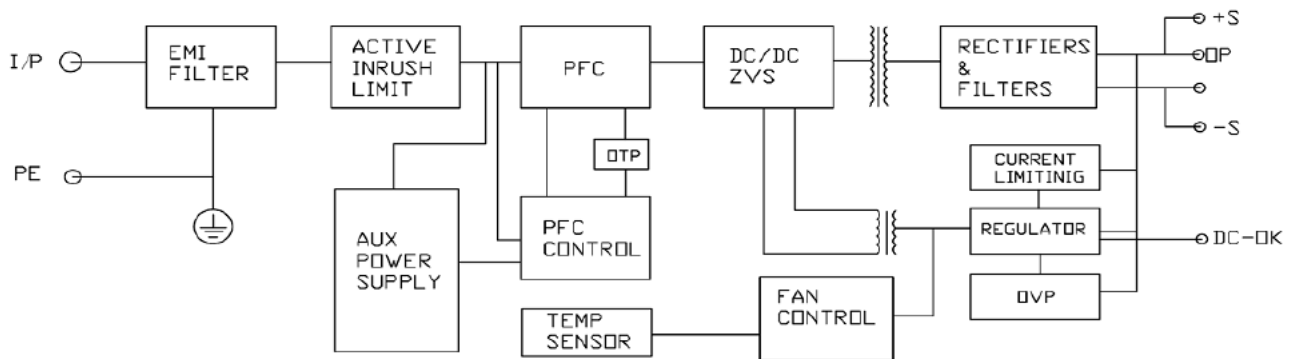 I/P
EMI
FILTER
ACTIVE
INRUSH
LIMIT
PFC
DC/DC
ZVS
RECTIFIERS
&
FILTERS
+S
OP
-S
OTP
PE
AUX
POWER
SUPPLY
PFC
CONTROL
CURRENT
LIMITINIG
REGULATOR
DC-OK
OVP
TEMP
SENSOR
FAN
CONTROL